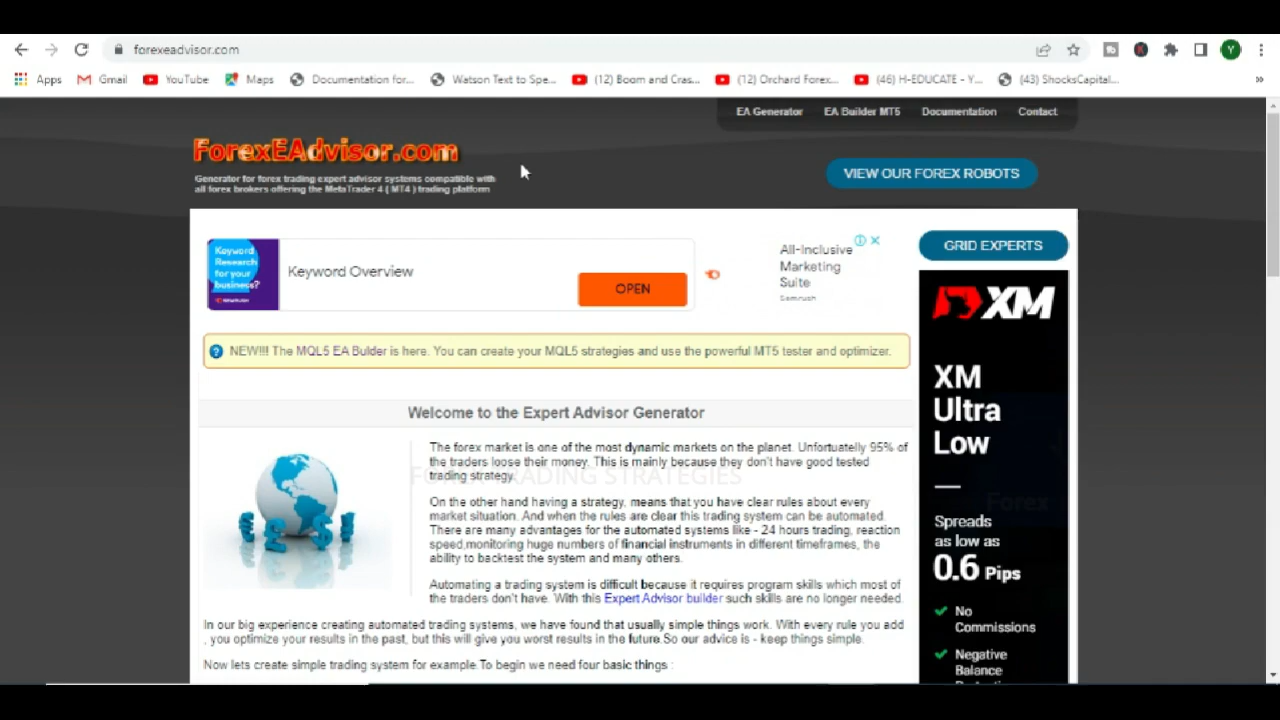 forexeadvisor.com
Y
Apps
Gmail
YouTube
Maps
Documentation for...
Watson Text to Spe...
(12) Boom and Cras...
(12) Orchard Forex...
(46) H-EDUCATE - Y...
(43) ShocksCapital...
»
EA Generator
EA Builder MT5
Documentation
Contact
ForexEAdvisor.com
Generator for forex trading expert advisor systems compatible with
all forex brokers offering the MetaTrader 4 ( MT4 ) trading platform
VIEW OUR FOREX ROBOTS
Keyword
Research
for your
business?
Keyword Overview
OPEN
All-Inclusive
Marketing
Suite
Semrush
GRID EXPERTS
NEW!!! The MQL5 EA Bulder is here. You can create your MQL5 strategies and use the powerful MT5 tester and optimizer.
Welcome to the Expert Advisor Generator
The forex market is one of the most dynamic markets on the planet. Unfortuatelly 95% of
the traders loose their money. This is mainly because they don't have good tested
trading strategy.
FOREX TRADING STRATEGIES
On the other hand having a strategy, means that you have clear rules about every
market situation. And when the rules are clear this trading system can be automated.
There are many advantages for the automated systems like - 24 hours trading, reaction
speed,monitoring huge numbers of financial instruments in different timeframes, the
ability to backtest the system and many others.
Automating a trading system is difficult because it requires program skills which most of
the traders don't have. With this Expert Advisor builder such skills are no longer needed.
In our big experience creating automated trading systems, we have found that usually simple things work. With every rule you add
, you optimize your results in the past, but this will give you worst results in the future.So our advice is - keep things simple.
Now lets create simple trading system for example.To begin we need four basic things :
XM
XM
Ultra
Low
Forex
Spreads
as low as
0.6 Pips
No
Commissions
Negative
Balance